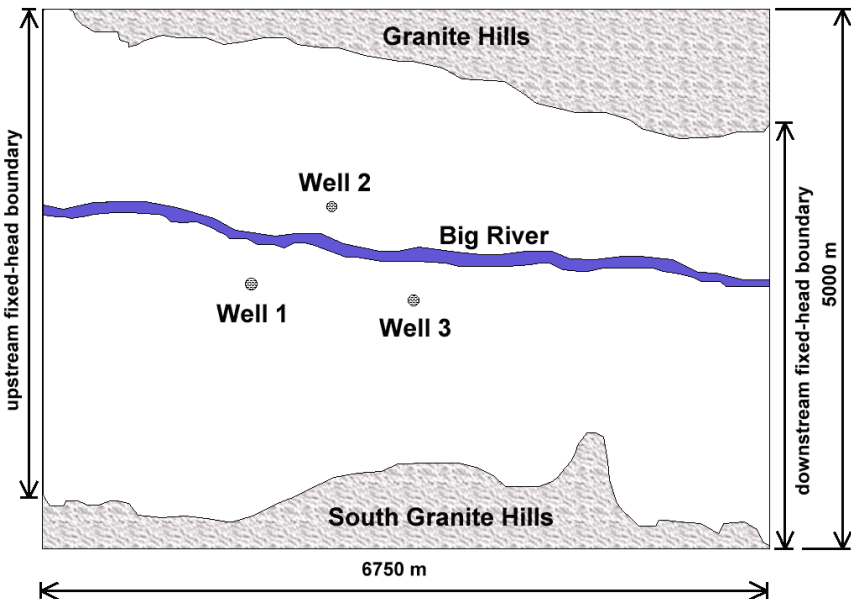 Granite Hills
upstream fixed-head boundary
Well 2
Big River
Well 1
Well 3
downstream fixed-head boundary
5000 m
South Granite Hills
6750 m